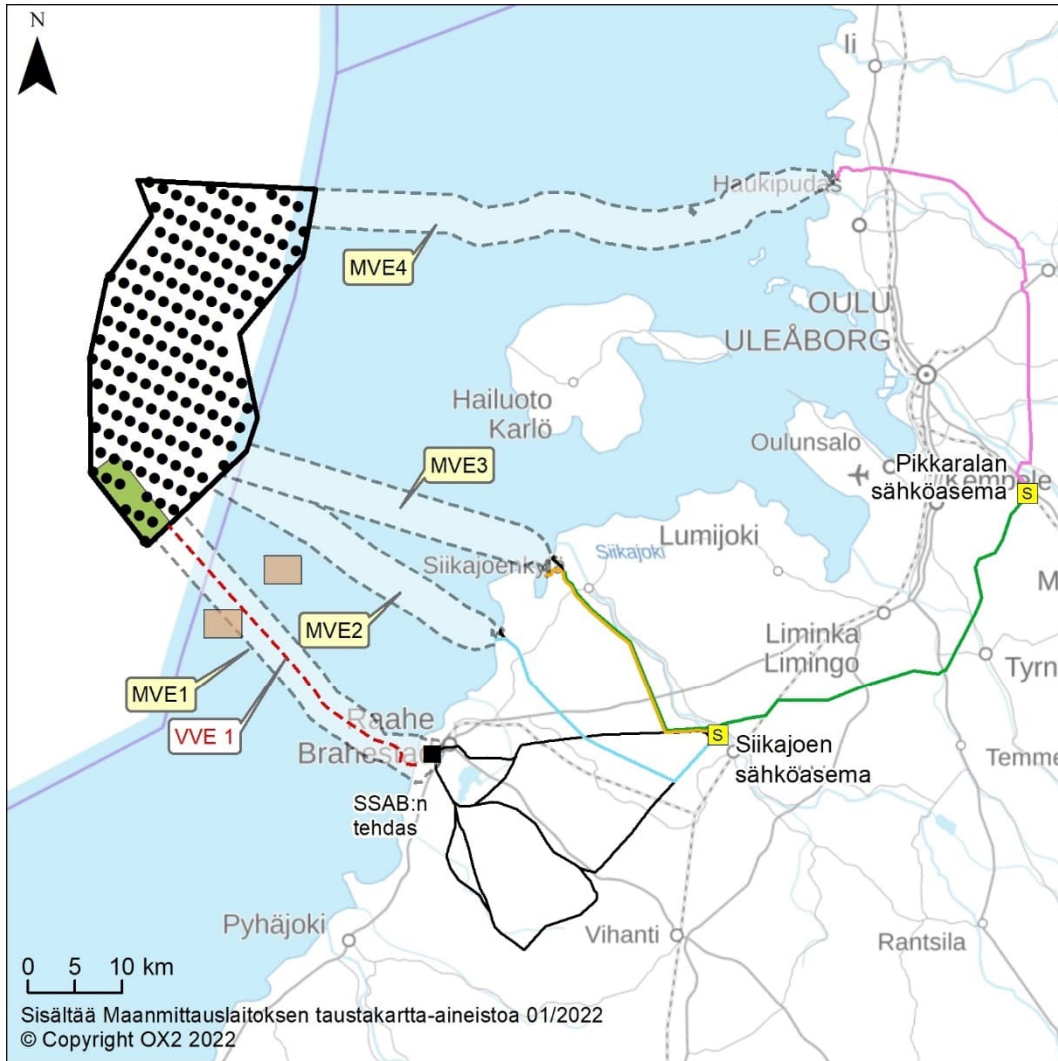 N
Ii
Haukipudas
MVE4
OULU
ULEÅBORG
Hailuoto
Karlö
MVE3
Oulunsalo
Pikkaralan
sähköasema
Kempele
S
Lumijoki
Siikajoki
Siikajoenkylä
MVE2
Liminka
Limingo
Tyrn
MVE1
VVE 1
Raahe
Brahestad
S
Siikajoen
sähköasema
Temme
SSAB:n
tehdas
Pyhäjoki
Vihanti
Rantsila
0 5 10 km
Sisältää Maanmittauslaitoksen taustakartta-aineistoa 01/2022
© Copyright OX2 2022